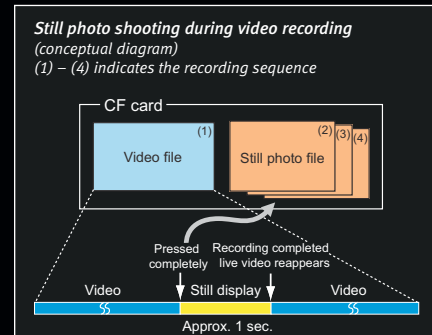 Still photo shooting during video recording
(conceptual diagram)
(1) – (4) indicates the recording sequence
CF card
(1)
Video file
(2)
(3)
(4)
Still photo file
Pressed
completely
Recording completed
live video reappears
Video
Still display
Video
Approx. 1 sec.